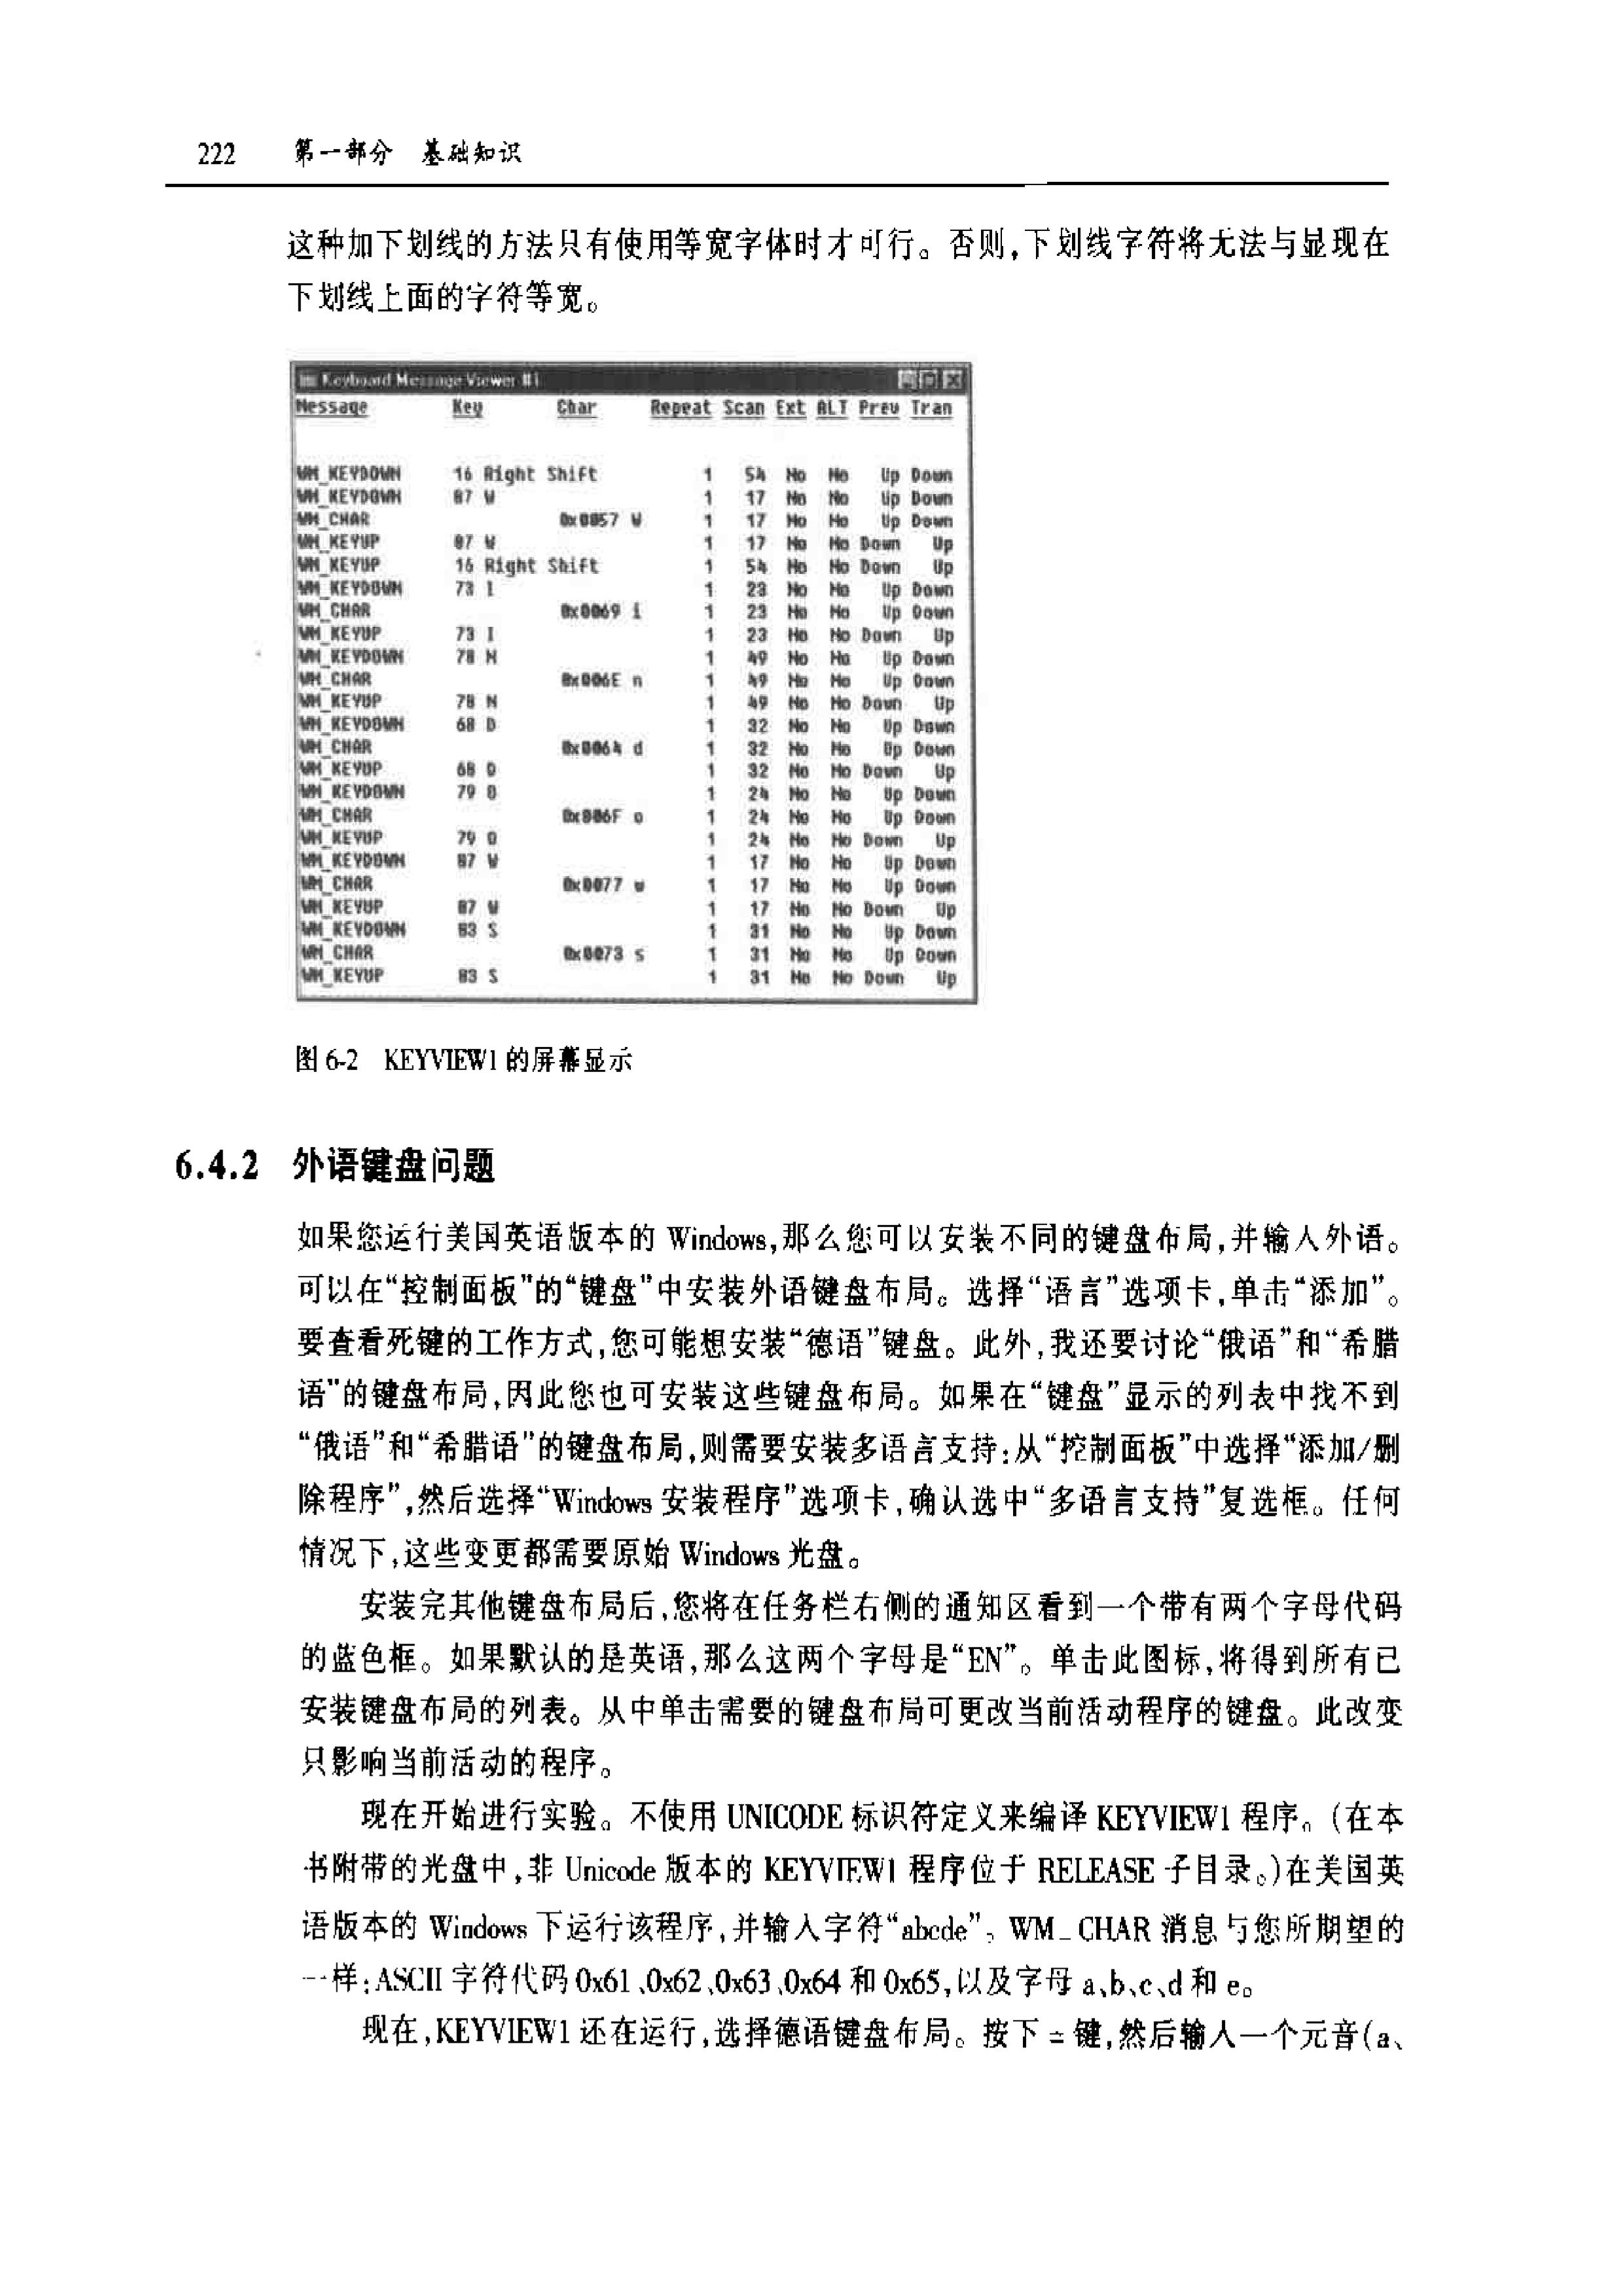 222 第一部分 基础知识
这种加下划线的方法只有使用等宽字体时才可行。否则,下划线字符将无法与显现在
下划线上面的字符等宽。
Keyboard Message Viewer #1
Message Key Char Repeat Scan Ext ALT Prev Tran
WM_KEYDOWN 16 Right Shift 1 54 No No Up Down
WM_KEYDOWN 87 W 1 17 No No Up Down
WM_CHAR 0x0057 W 1 17 No No Up Down
WM_KEYUP 87 W 1 17 No No Down Up
WM_KEYUP 16 Right Shift 1 54 No No Down Up
WM_KEYDOWN 73 I 1 23 No No Up Down
WM_CHAR 0x0069 i 1 23 No No Up Down
WM_KEYUP 73 I 1 23 No No Down Up
WM_KEYDOWN 78 N 1 49 No No Up Down
WM_CHAR 0x006E n 1 49 No No Up Down
WM_KEYUP 78 N 1 49 No No Down Up
WM_KEYDOWN 68 D 1 32 No No Up Down
WM_CHAR 0x0064 d 1 32 No No Up Down
WM_KEYUP 68 D 1 32 No No Down Up
WM_KEYDOWN 79 O 1 24 No No Up Down
WM_CHAR 0x006F o 1 24 No No Up Down
WM_KEYUP 79 O 1 24 No No Down Up
WM_KEYDOWN 87 W 1 17 No No Up Down
WM_CHAR 0x0077 w 1 17 No No Up Down
WM_KEYUP 87 W 1 17 No No Down Up
WM_KEYDOWN 83 S 1 31 No No Up Down
WM_CHAR 0x0073 s 1 31 No No Up Down
WM_KEYUP 83 S 1 31 No No Down Up
图 6-2 KEYVIEW1 的屏幕显示
6.4.2 外语键盘问题
如果您运行美国英语版本的 Windows,那么您可以安装不同的键盘布局,并输入外语。
可以在“控制面板”的“键盘”中安装外语键盘布局。选择“语言”选项卡,单击“添加”。
要查看死键的工作方式,您可能想安装“德语”键盘。此外,我还要讨论“俄语”和“希腊
语”的键盘布局,因此您也可安装这些键盘布局。如果在“键盘”显示的列表中找不到
“俄语”和“希腊语”的键盘布局,则需要安装多语言支持:从“控制面板”中选择“添加/删
除程序”,然后选择“Windows 安装程序”选项卡,确认选中“多语言支持”复选框。任何
情况下,这些变更都需要原始 Windows 光盘。
安装完其他键盘布局后,您将在任务栏右侧的通知区看到一个带有两个字母代码
的蓝色框。如果默认的是英语,那么这两个字母是“EN”。单击此图标,将得到所有已
安装键盘布局的列表。从中单击需要的键盘布局可更改当前活动程序的键盘。此改变
只影响当前活动的程序。
现在开始进行实验。不使用 UNICODE 标识符定义来编译 KEYVIEW1 程序。(在本
书附带的光盘中,非 Unicode 版本的 KEYVIEW1 程序位于 RELEASE 子目录。)在美国英
语版本的 Windows 下运行该程序,并输入字符“abcde”。WM_CHAR 消息与您所期望的
一样:ASCII 字符代码 0x61、0x62、0x63、0x64 和 0x65,以及字母 a、b、c、d 和 e。
现在,KEYVIEW1 还在运行,选择德语键盘布局。按下 = 键,然后输入一个元音(a、